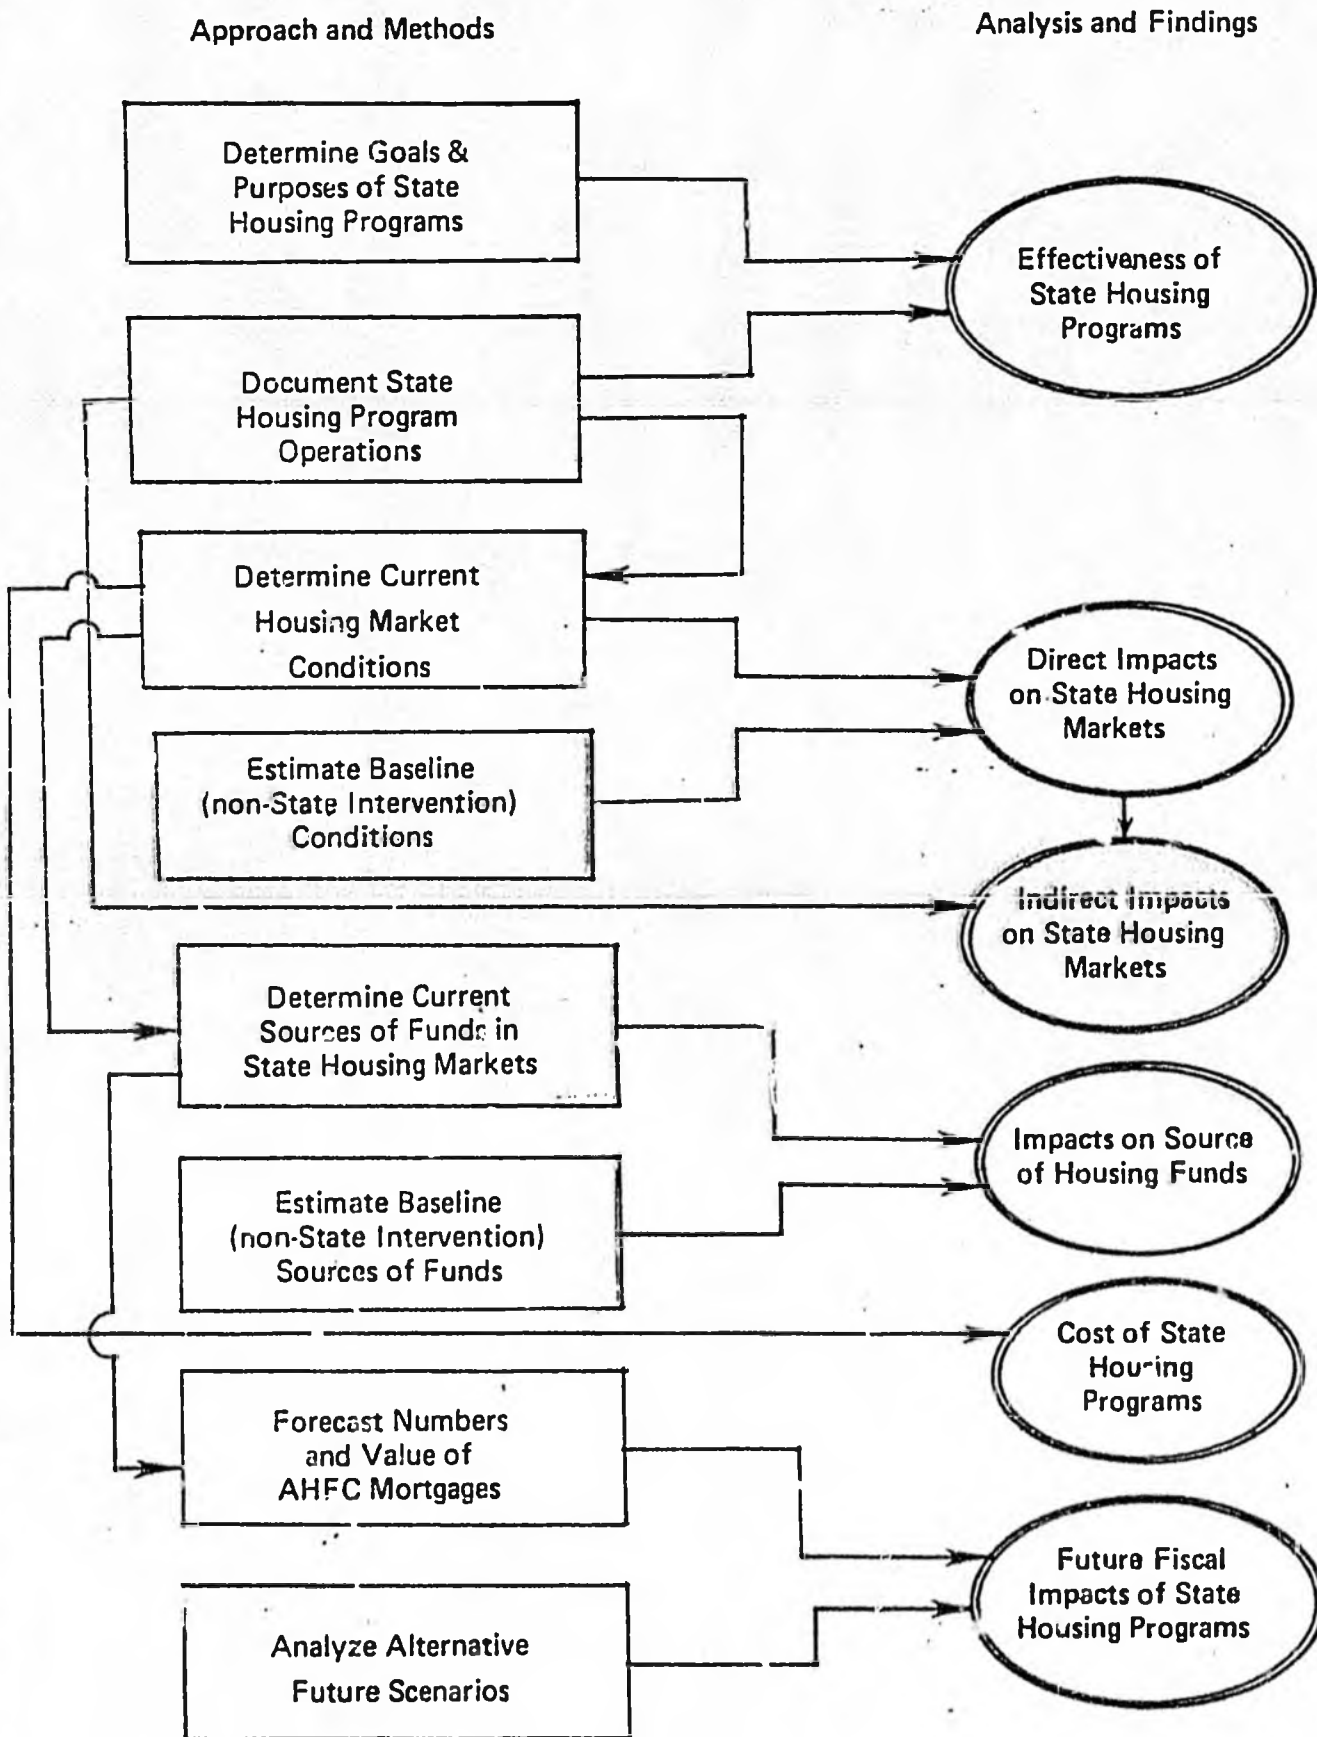 Approach and Methods
Analysis and Findings
Determine Goals &
Purposes of State
Housing Programs
Effectiveness of
State Housing
Programs
Document State
Housing Program
Operations
Determine Current
Housing Market
Conditions
Direct Impacts
on State Housing
Markets
Estimate Baseline
(non-State Intervention)
Conditions
Indirect Impacts
on State Housing
Markets
Determine Current
Sources of Funds in
State Housing Markets
Impacts on Source
of Housing Funds
Estimate Baseline
(non-State Intervention)
Sources of Funds
Cost of State
Housing
Programs
Forecast Numbers
and Value of
AHFC Mortgages
Future Fiscal
Impacts of State
Housing Programs
Analyze Alternative
Future Scenarios